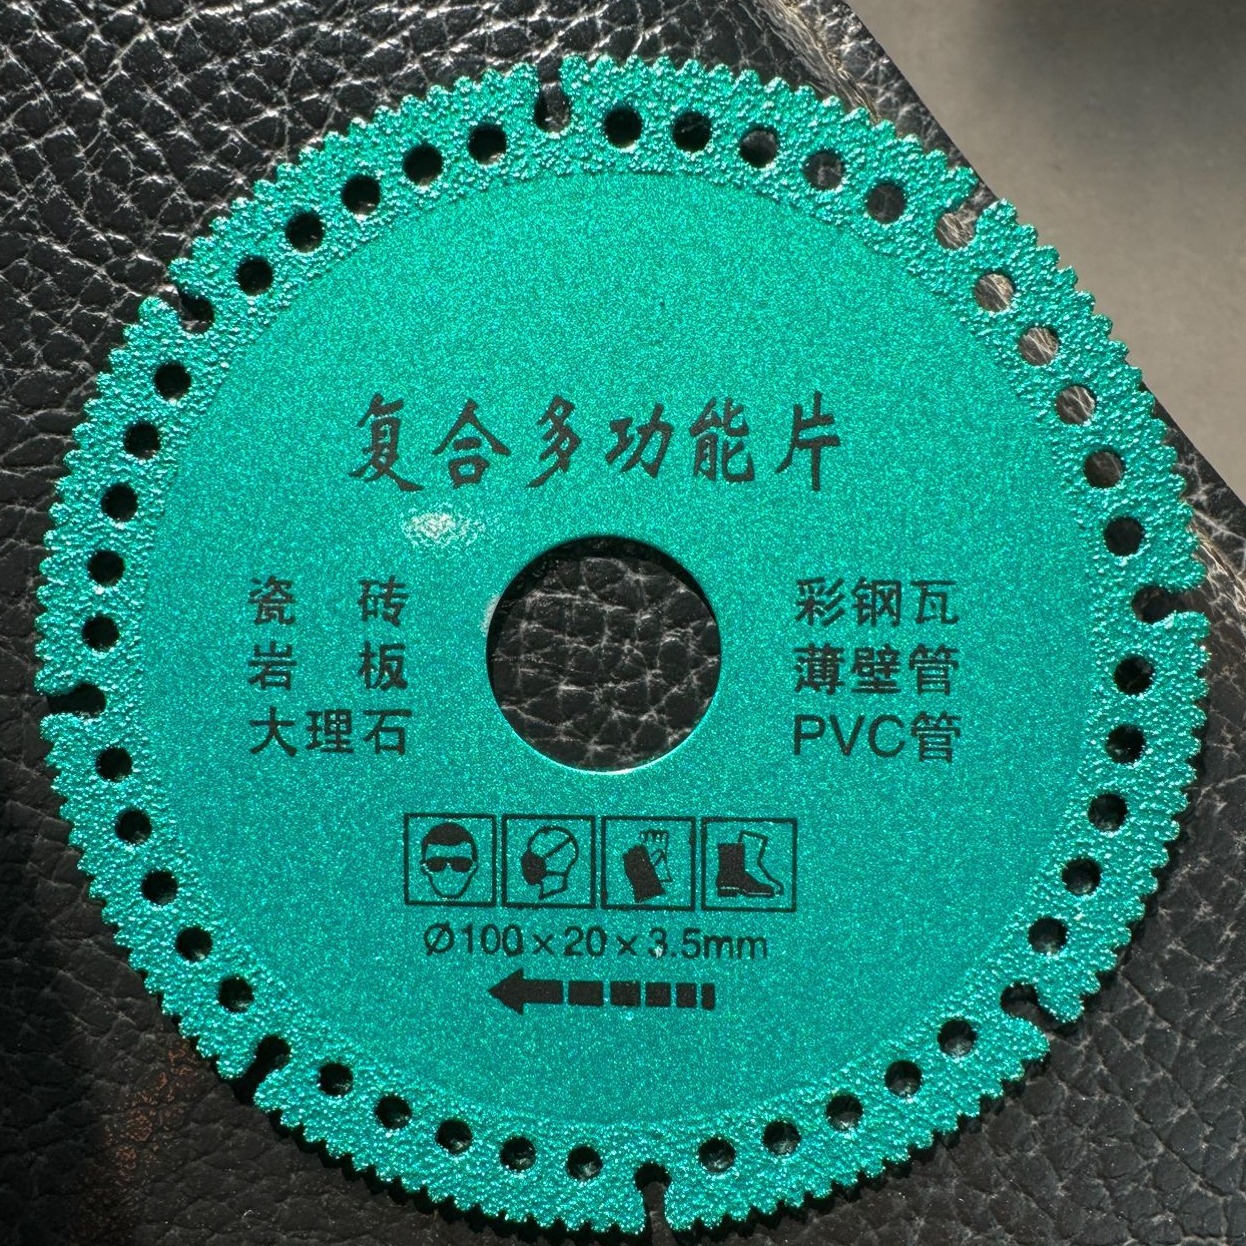 复合多功能片
瓷 砖
岩 板
大理石
彩钢瓦
薄壁管
PVC管
Ø100×20×3.5mm